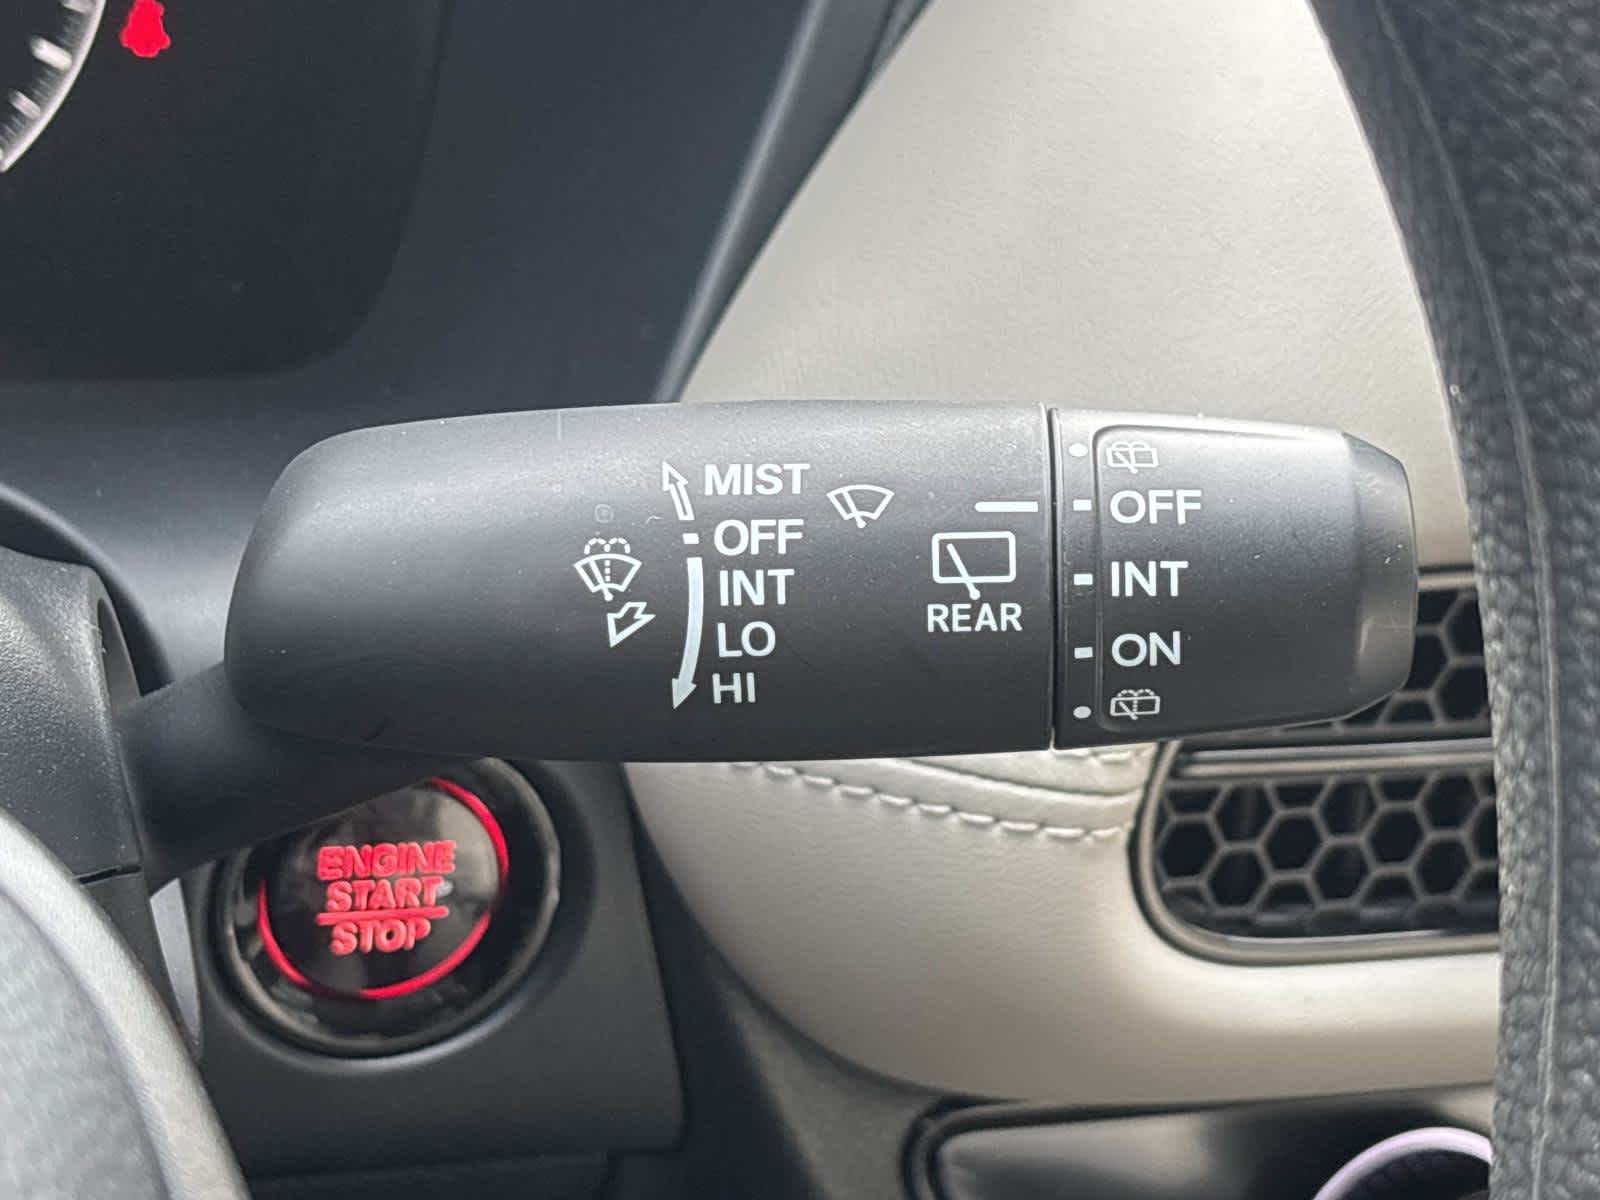 MIST
OFF
INT
LO
HI
REAR
OFF
INT
ON
ENGINE
START
STOP